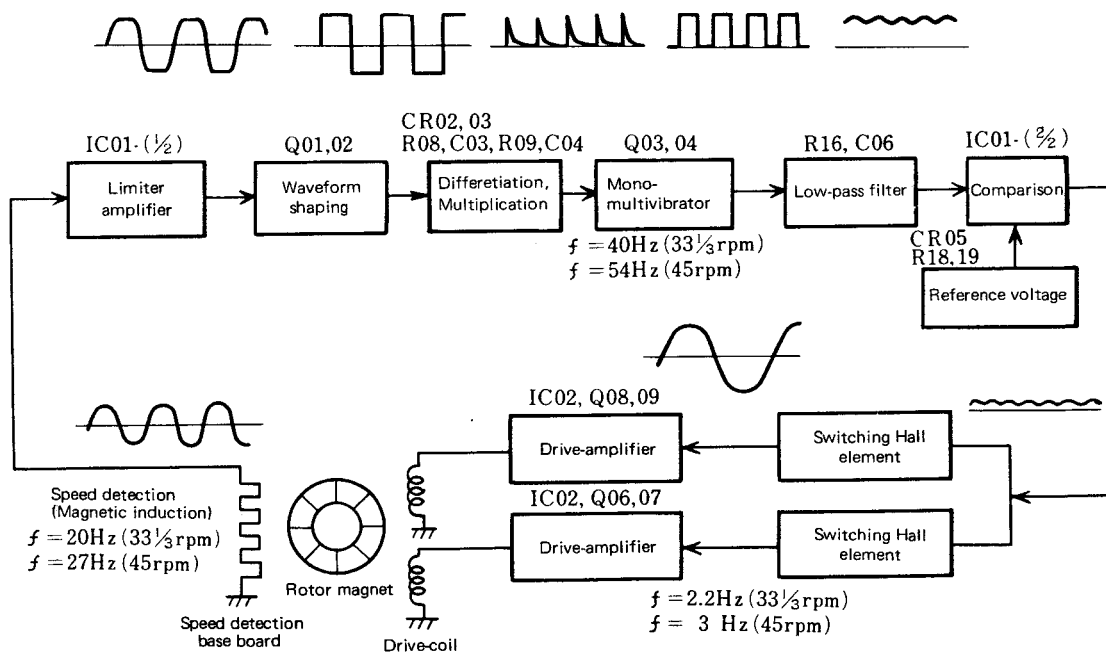 IC01-(½)
Limiter
amplifier
Q01,02
Waveform
shaping
CR02, 03
R08, C03, R09, C04
Differetiation,
Multiplication
Q03, 04
Mono-
multivibrator
f = 40Hz (33⅓rpm)
f = 54Hz (45rpm)
R16, C06
Low-pass filter
IC01-(2/2)
Comparison
CR05
R18,19
Reference voltage
IC02, Q08,09
Drive-amplifier
Switching Hall
element
IC02, Q06,07
Drive-amplifier
Switching Hall
element
f = 2.2Hz (33⅓rpm)
f = 3 Hz (45rpm)
Speed detection
(Magnetic induction)
f = 20Hz (33⅓rpm)
f = 27Hz (45rpm)
Rotor magnet
Speed detection
base board
Drive-coil